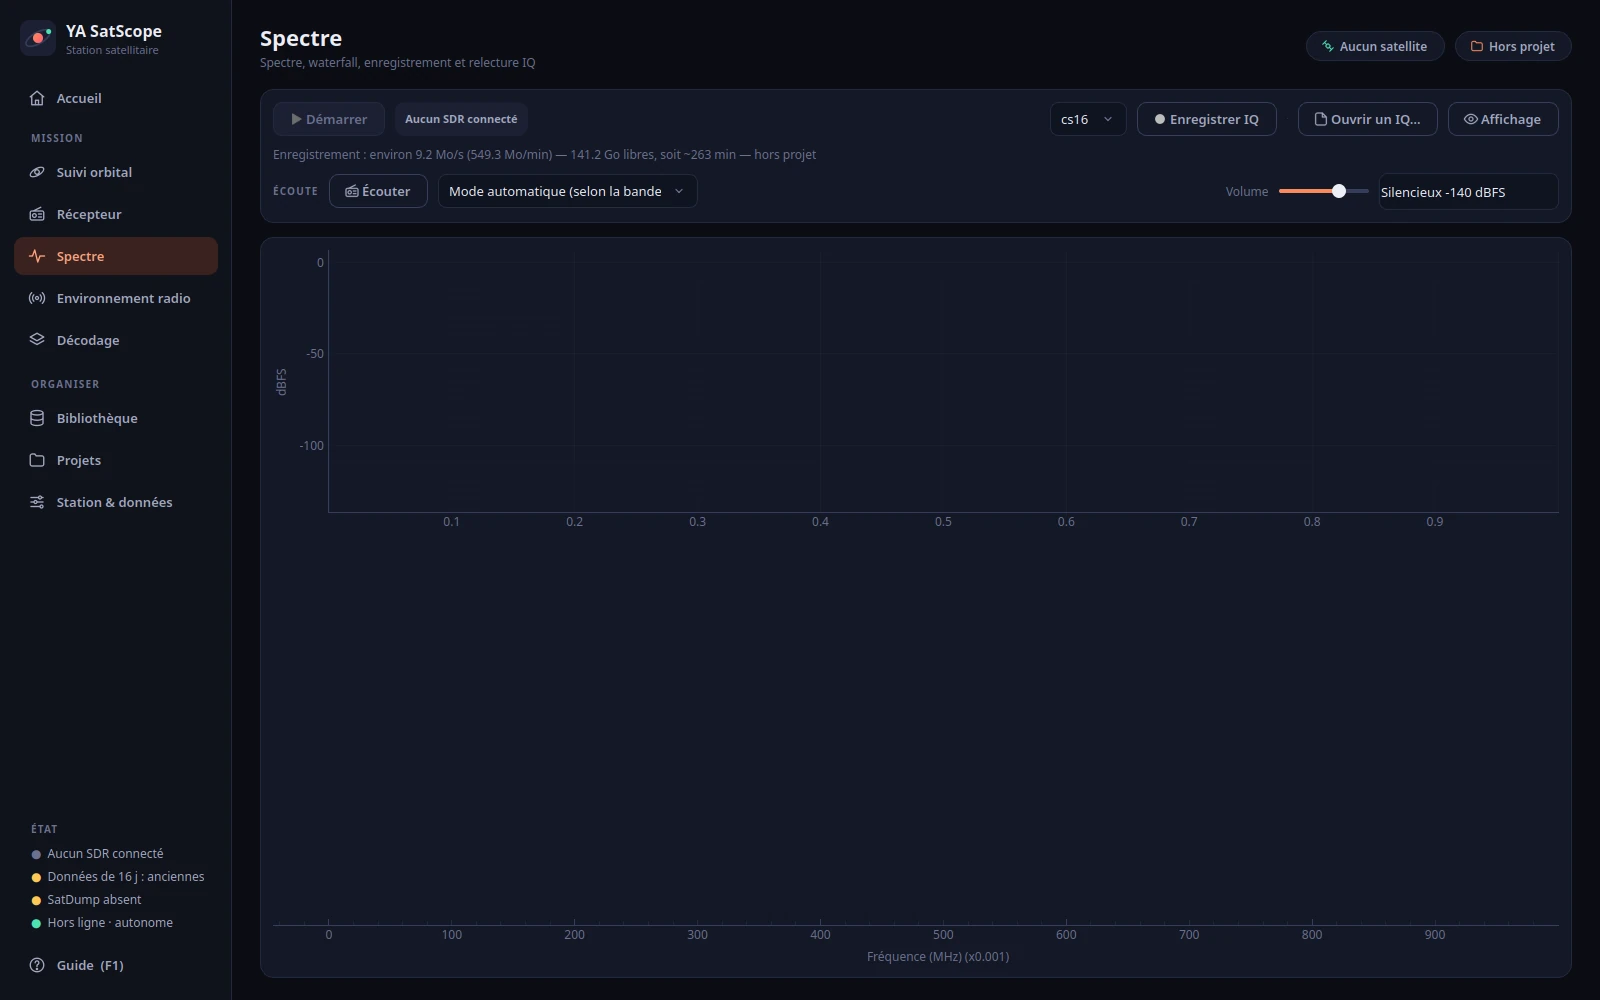 YA SatScope
Station satellitaire
Accueil
MISSION
Suivi orbital
Récepteur
Spectre
Environnement radio
Décodage
ORGANISER
Bibliothèque
Projets
Station & données
ÉTAT
Aucun SDR connecté
Données de 16 j : anciennes
SatDump absent
Hors ligne · autonome
Guide (F1)
Spectre
Spectre, waterfall, enregistrement et relecture IQ
Aucun satellite
Hors projet
Démarrer
Aucun SDR connecté
cs16
Enregistrer IQ
Ouvrir un IQ...
Affichage
Enregistrement : environ 9.2 Mo/s (549.3 Mo/min) — 141.2 Go libres, soit ~263 min — hors projet
ÉCOUTE
Écouter
Mode automatique (selon la bande
Volume
Silencieux -140 dBFS
0
-50
-100
dBFS
0.1 0.2 0.3 0.4 0.5 0.6 0.7 0.8 0.9
0 100 200 300 400 500 600 700 800 900
Fréquence (MHz) (x0.001)